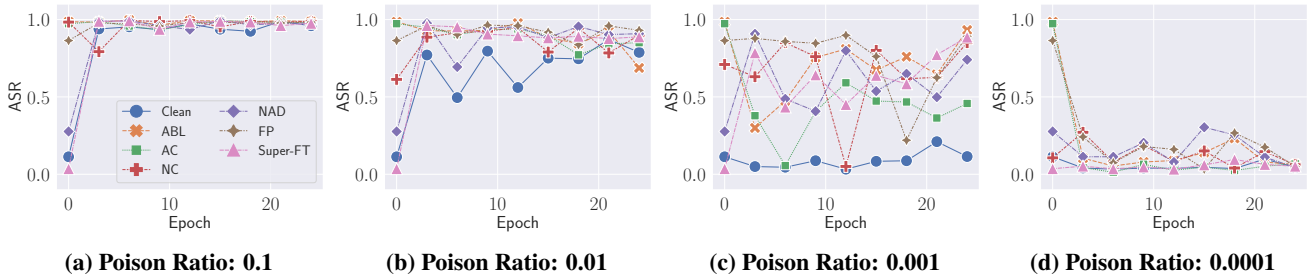 1.0
0.5
0.0
ASR
0
10
20
Epoch
Clean
ABL
AC
NC
NAD
FP
Super-FT
(a) Poison Ratio: 0.1
1.0
0.5
0.0
ASR
0
10
20
Epoch
(b) Poison Ratio: 0.01
1.0
0.5
0.0
ASR
0
10
20
Epoch
(c) Poison Ratio: 0.001
1.0
0.5
0.0
ASR
0
10
20
Epoch
(d) Poison Ratio: 0.0001